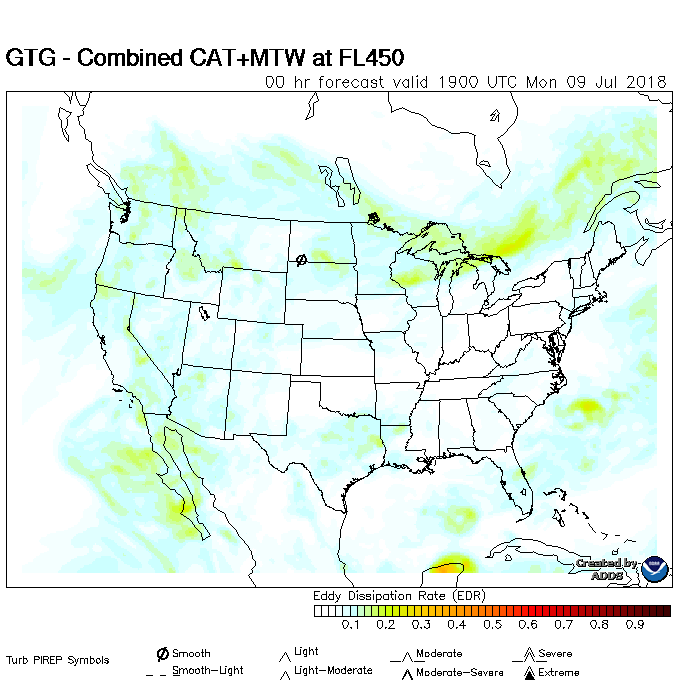 GTG - Combined CAT+MTW at FL450
00 hr forecast valid 1900 UTC Mon 09 Jul 2018
Created by
ADDS
Eddy Dissipation Rate (EDR)
0.1 0.2 0.3 0.4 0.5 0.6 0.7 0.8 0.9
Turb PIREP Symbols
Smooth Light Moderate Severe
Smooth-Light Light-Moderate Moderate-Severe Extreme